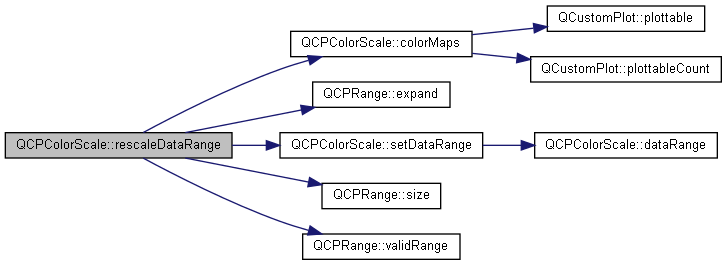 QCPColorScale::rescaleDataRange
QCPColorScale::colorMaps
QCustomPlot::plottable
QCustomPlot::plottableCount
QCPRange::expand
QCPColorScale::setDataRange
QCPColorScale::dataRange
QCPRange::size
QCPRange::validRange